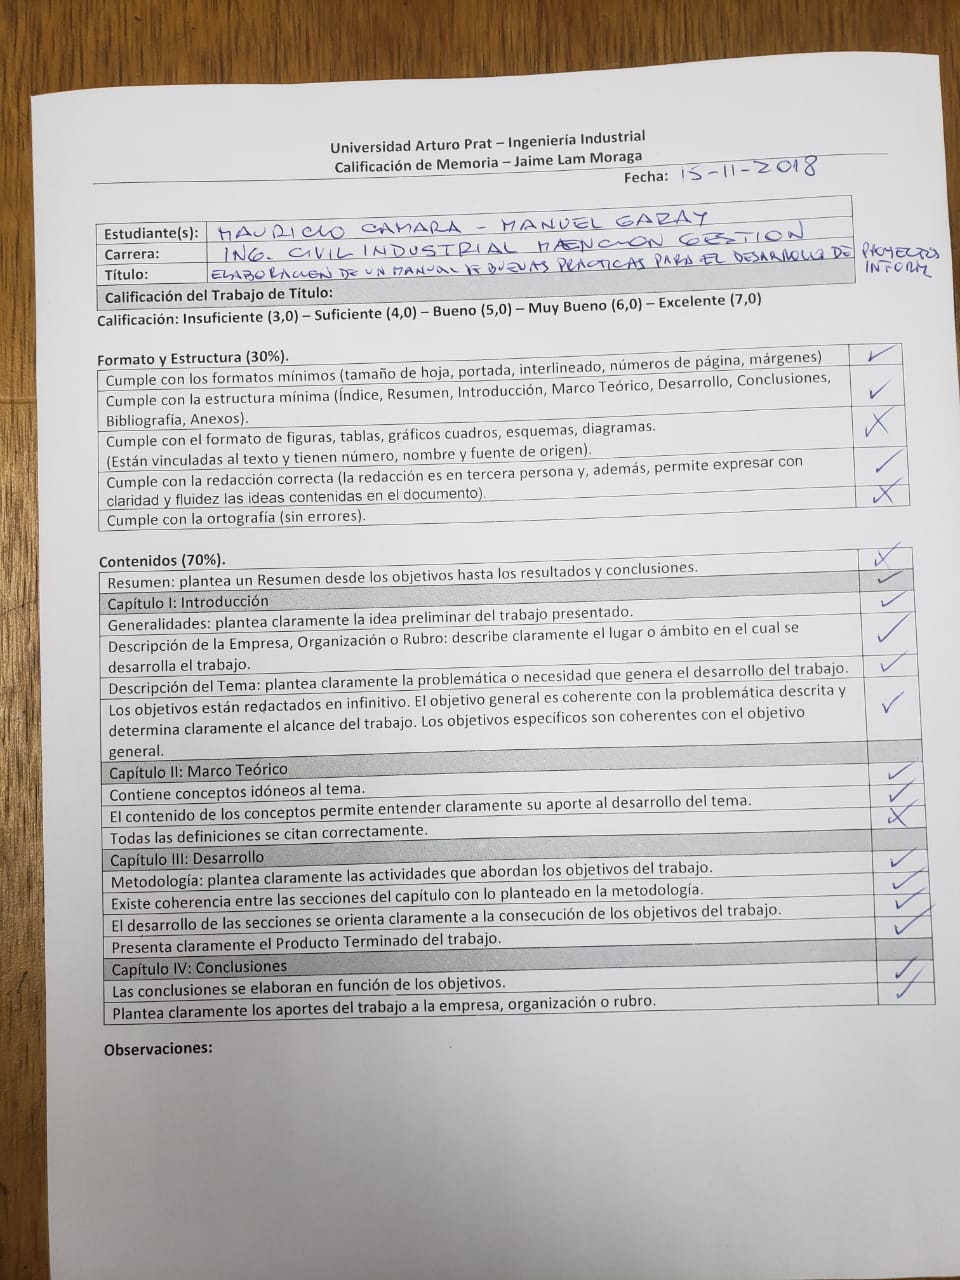 Universidad Arturo Prat – Ingeniería Industrial
Calificación de Memoria – Jaime Lam Moraga
Fecha: 15-11-2018
Estudiante(s): MAURICIO CAMARA - MANUEL GARAY
Carrera: ING. CIVIL INDUSTRIAL MAENCION GESTION
Título: ELABORACION DE UN MANUAL DE BUENAS PRACTICAS PARA EL DESARROLLO DE PROYECTOS INFORM
Calificación del Trabajo de Titulo:
Calificación: Insuficiente (3,0) – Suficiente (4,0) – Bueno (5,0) – Muy Bueno (6,0) – Excelente (7,0)
Formato y Estructura (30%).
Cumple con los formatos mínimos (tamaño de hoja, portada, interlineado, números de página, márgenes) ✓
Cumple con la estructura mínima (Índice, Resumen, Introducción, Marco Teórico, Desarrollo, Conclusiones, ✓
Bibliografía, Anexos).
Cumple con el formato de figuras, tablas, gráficos cuadros, esquemas, diagramas. X
(Están vinculadas al texto y tienen número, nombre y fuente de origen).
Cumple con la redacción correcta (la redacción es en tercera persona y, además, permite expresar con ✓
claridad y fluidez las ideas contenidas en el documento).
Cumple con la ortografía (sin errores). X
Contenidos (70%).
Resumen: plantea un Resumen desde los objetivos hasta los resultados y conclusiones. X
Capítulo I: Introducción ✓
Generalidades: plantea claramente la idea preliminar del trabajo presentado. ✓
Descripción de la Empresa, Organización o Rubro: describe claramente el lugar o ámbito en el cual se ✓
desarrolla el trabajo.
Descripción del Tema: plantea claramente la problemática o necesidad que genera el desarrollo del trabajo. ✓
Los objetivos están redactados en infinitivo. El objetivo general es coherente con la problemática descrita y ✓
determina claramente el alcance del trabajo. Los objetivos específicos son coherentes con el objetivo
general.
Capítulo II: Marco Teórico
Contiene conceptos idóneos al tema. ✓
El contenido de los conceptos permite entender claramente su aporte al desarrollo del tema. ✓
Todas las definiciones se citan correctamente. X
Capítulo III: Desarrollo
Metodología: plantea claramente las actividades que abordan los objetivos del trabajo. ✓
Existe coherencia entre las secciones del capítulo con lo planteado en la metodología. ✓
El desarrollo de las secciones se orienta claramente a la consecución de los objetivos del trabajo. ✓
Presenta claramente el Producto Terminado del trabajo. ✓
Capítulo IV: Conclusiones
Las conclusiones se elaboran en función de los objetivos. ✓
Plantea claramente los aportes del trabajo a la empresa, organización o rubro. ✓
Observaciones: